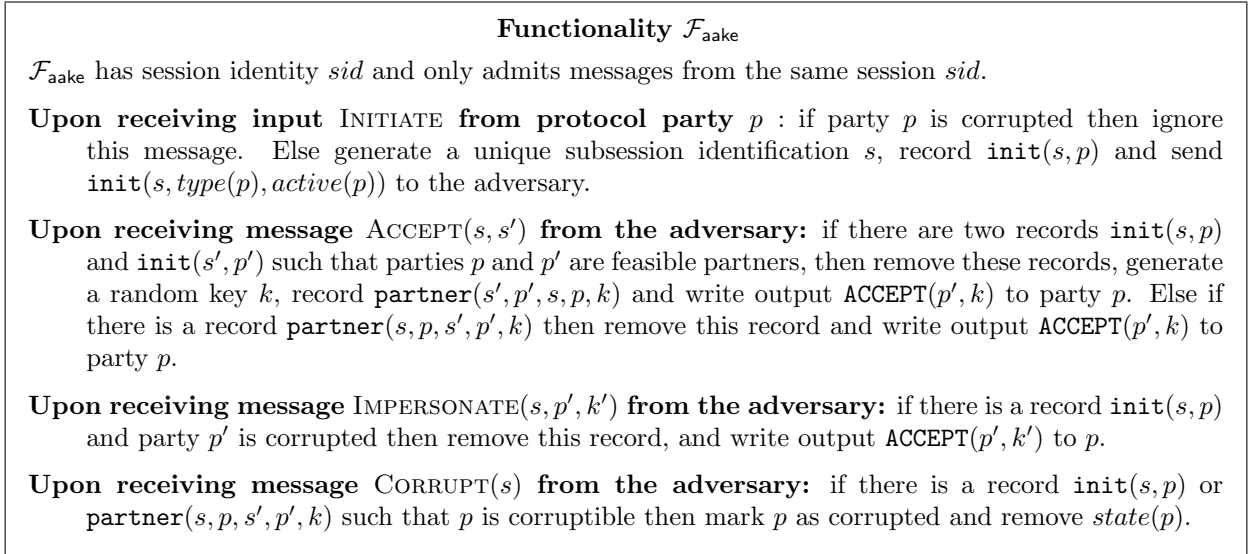 Functionality 𝓕aake
𝓕aake has session identity sid and only admits messages from the same session sid.
Upon receiving input INITIATE from protocol party p : if party p is corrupted then ignore
this message. Else generate a unique subsession identification s, record init(s, p) and send
init(s, type(p), active(p)) to the adversary.
Upon receiving message ACCEPT(s, s′) from the adversary: if there are two records init(s, p)
and init(s′, p′) such that parties p and p′ are feasible partners, then remove these records, generate
a random key k, record partner(s′, p′, s, p, k) and write output ACCEPT(p′, k) to party p. Else if
there is a record partner(s, p, s′, p′, k) then remove this record and write output ACCEPT(p′, k) to
party p.
Upon receiving message IMPERSONATE(s, p′, k′) from the adversary: if there is a record init(s, p)
and party p′ is corrupted then remove this record, and write output ACCEPT(p′, k′) to p.
Upon receiving message CORRUPT(s) from the adversary: if there is a record init(s, p) or
partner(s, p, s′, p′, k) such that p is corruptible then mark p as corrupted and remove state(p).